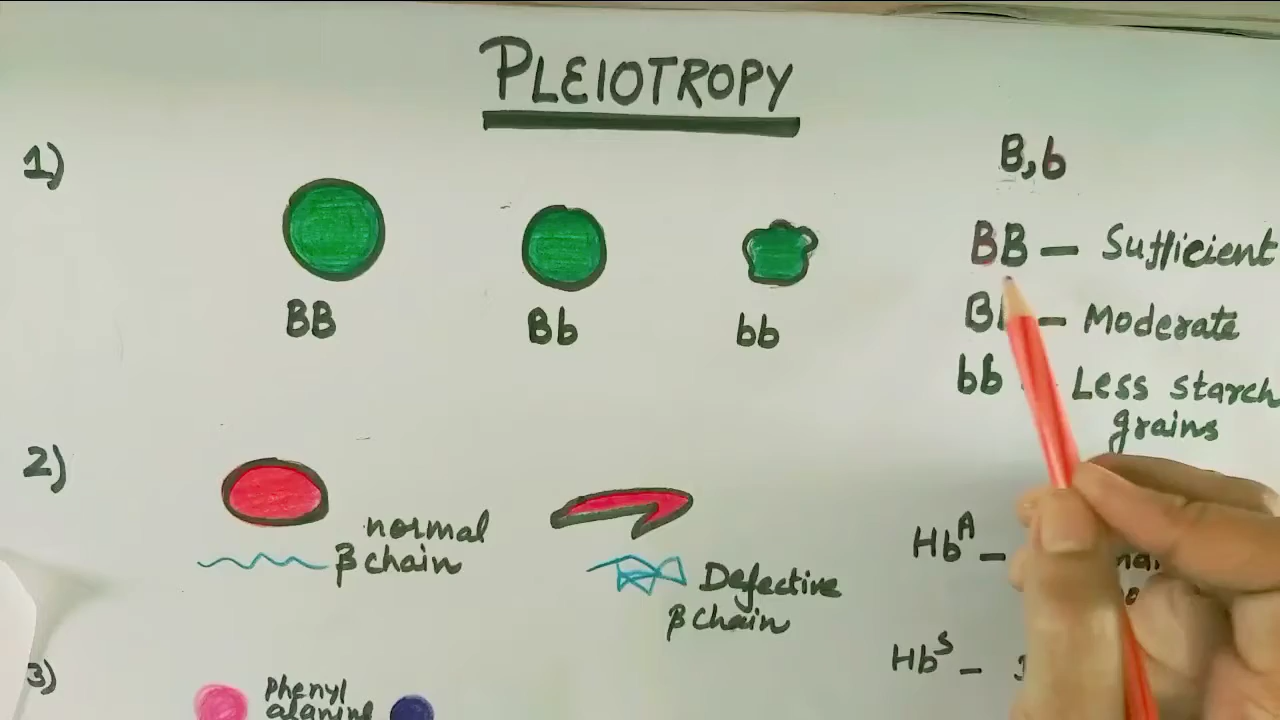 PLEIOTROPY
1)
B,b
BB – Sufficient
B – Moderate
bb – Less starch
grains
BB
Bb
bb
2)
normal
β chain
Defective
β chain
Hb^A –
Hb^S –
3)
Phenyl
alanine